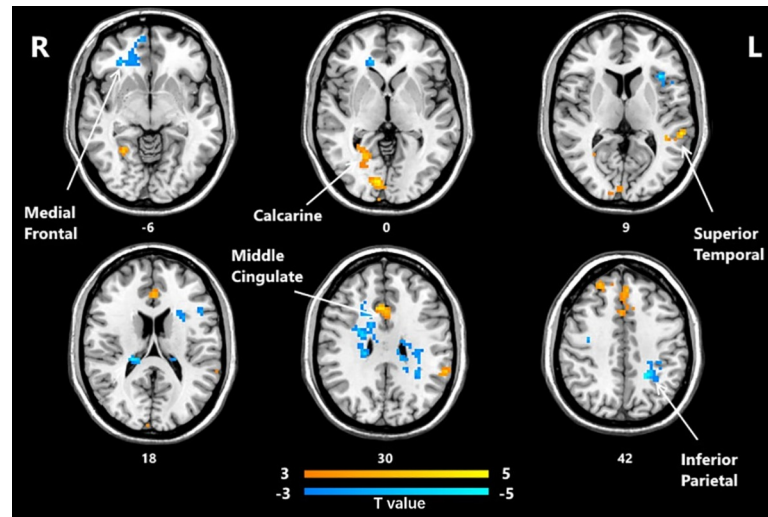 R
L
Medial
Frontal
-6
Calcarine
0
9
Superior
Temporal
Middle
Cingulate
18
30
42
Inferior
Parietal
3
5
-3
-5
T value